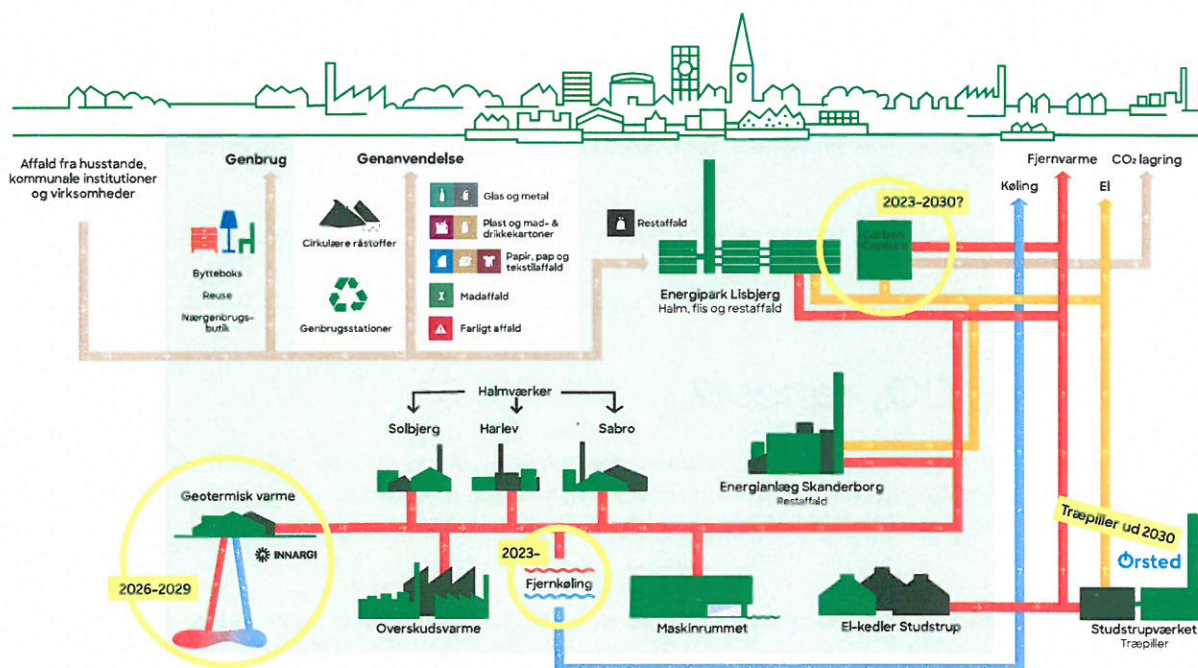 Affald fra husstande,
kommunale institutioner
og virksomheder
Genbrug
Genanvendelse
Fjernvarme
CO₂ lagring
Køling
El
Bytteboks
Reuse
Nærgenbrugs-
butik
Cirkulære råstoffer
Genbrugsstationer
Glas og metal
Plast og mad- &
drikkekartoner
Papir, pap og
tekstilaffald
Madaffald
Farligt affald
Restaffald
2023-2030?
Carbon
Capture
Energipark Lisbjerg
Halm, flis og restaffald
Halmværker
Solbjerg
Harlev
Sabro
Energianlæg Skanderborg
Restaffald
Geotermisk varme
INNARGI
2026-2029
Overskudsvarme
2023-
Fjernkøling
Maskinrummet
El-kedler Studstrup
Træpiller ud 2030
Ørsted
Studstrupværket
Træpiller